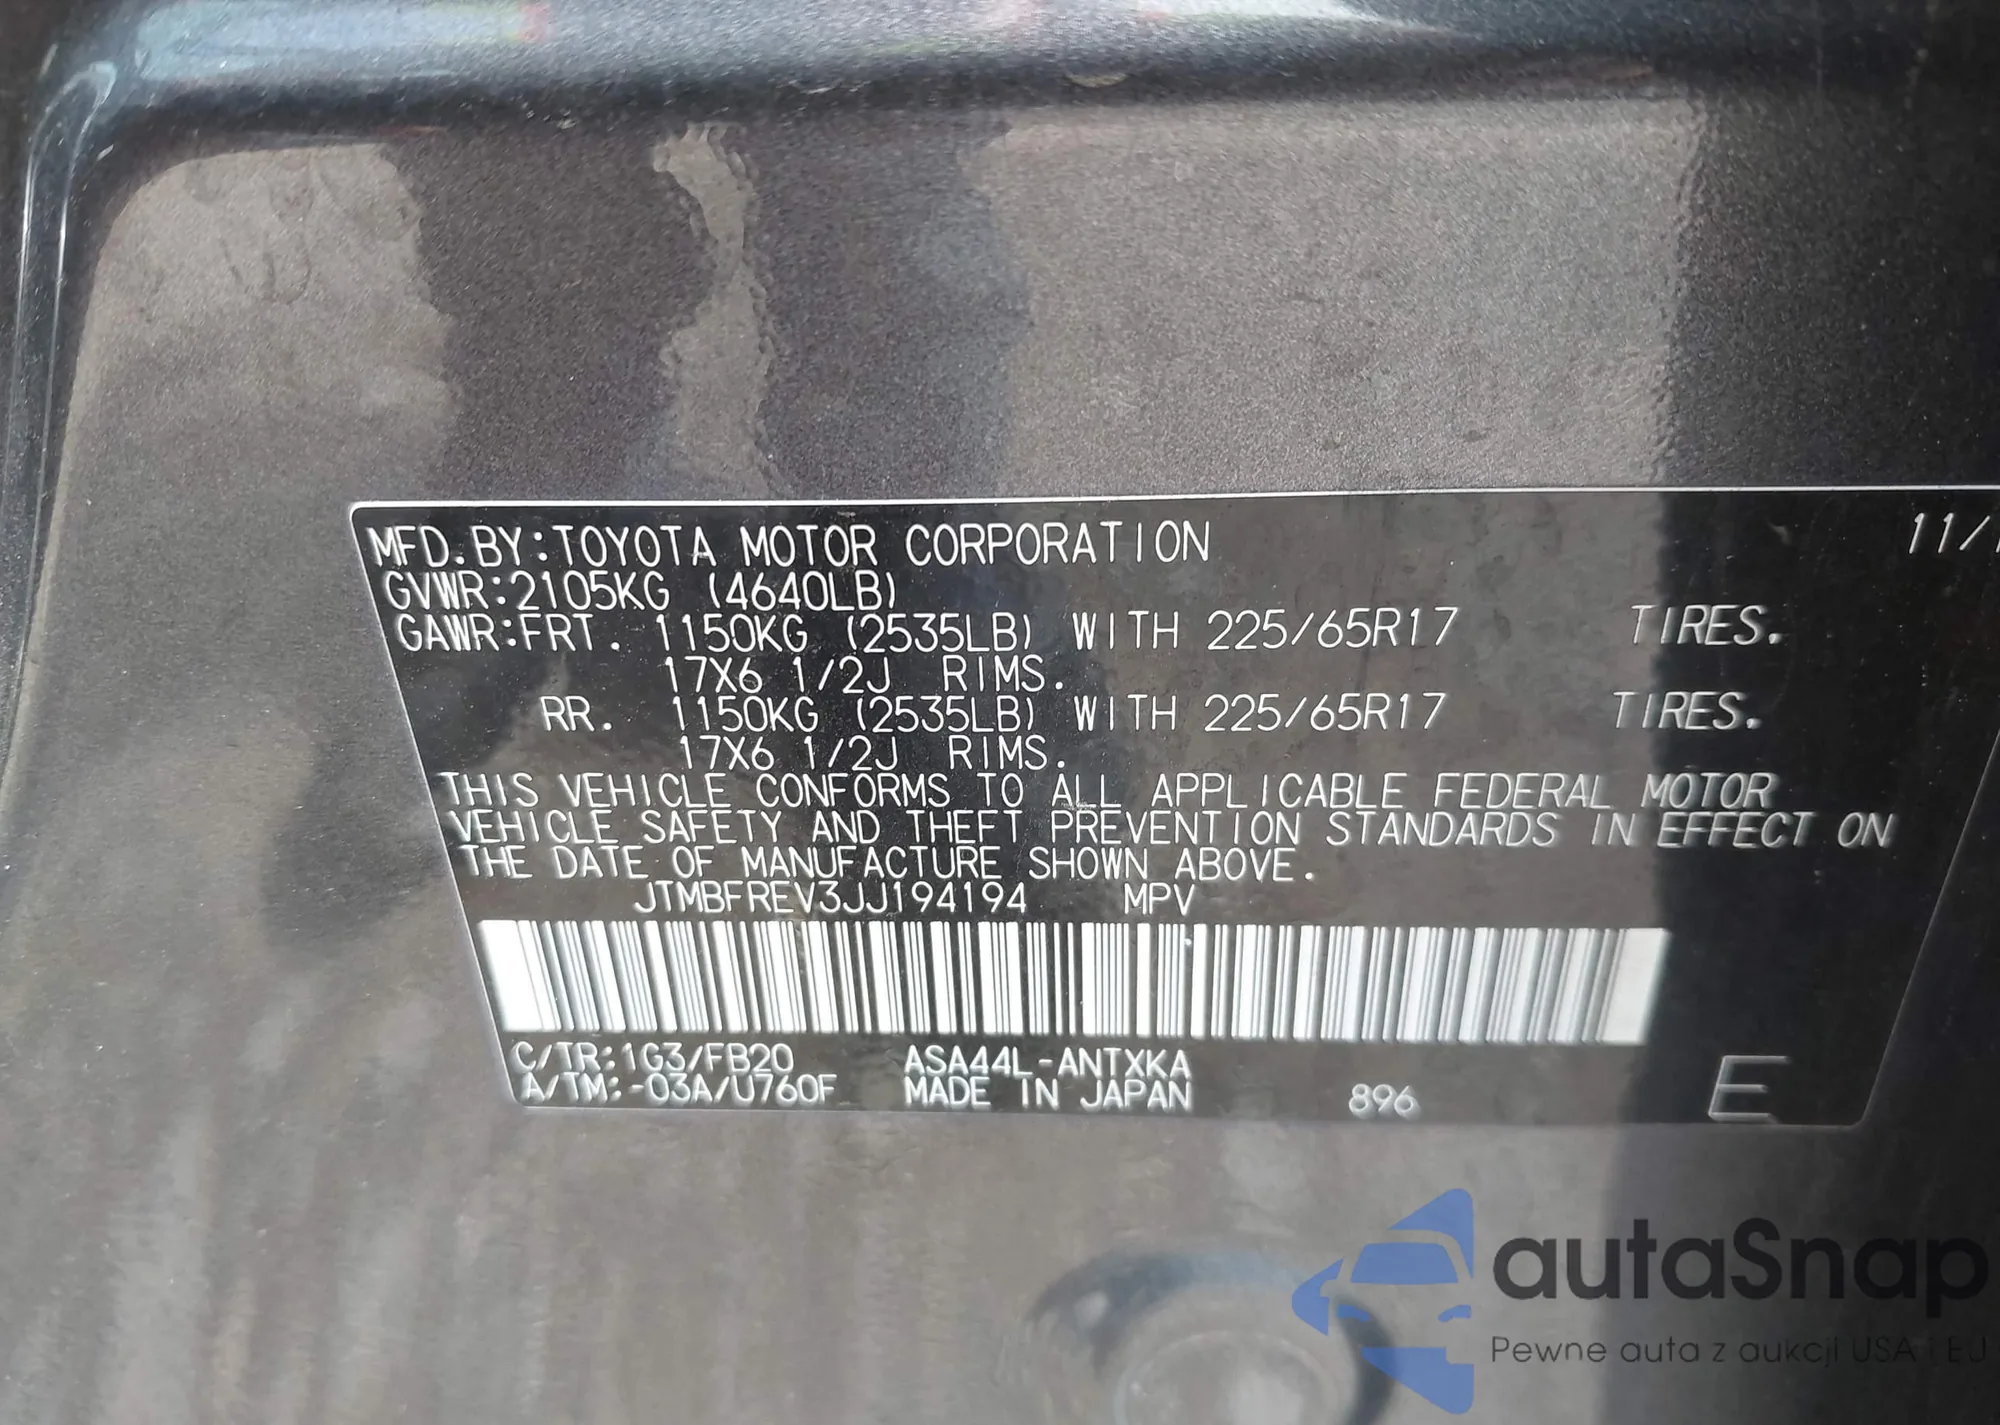 MFD.BY:TOYOTA MOTOR CORPORATION 11/1
GVWR:2105KG (4640LB)
GAWR:FRT. 1150KG (2535LB) WITH 225/65R17 TIRES.
17X6 1/2J RIMS.
RR. 1150KG (2535LB) WITH 225/65R17 TIRES.
17X6 1/2J RIMS.
THIS VEHICLE CONFORMS TO ALL APPLICABLE FEDERAL MOTOR
VEHICLE SAFETY AND THEFT PREVENTION STANDARDS IN EFFECT ON
THE DATE OF MANUFACTURE SHOWN ABOVE.
JTMBFREV3JJ194194 MPV
C/TR:1G3/FB20 ASA44L-ANTXKA
A/TM:-03A/U760F MADE IN JAPAN 896 E
autaSnap
Pewne auta z aukcji USA i EU